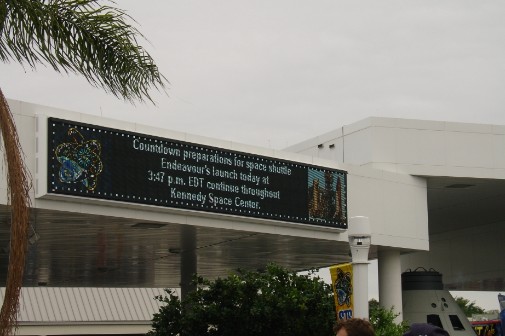 Countdown preparations for space shuttle
Endeavour's launch today at
3:47 p.m. EDT continue throughout
Kennedy Space Center.